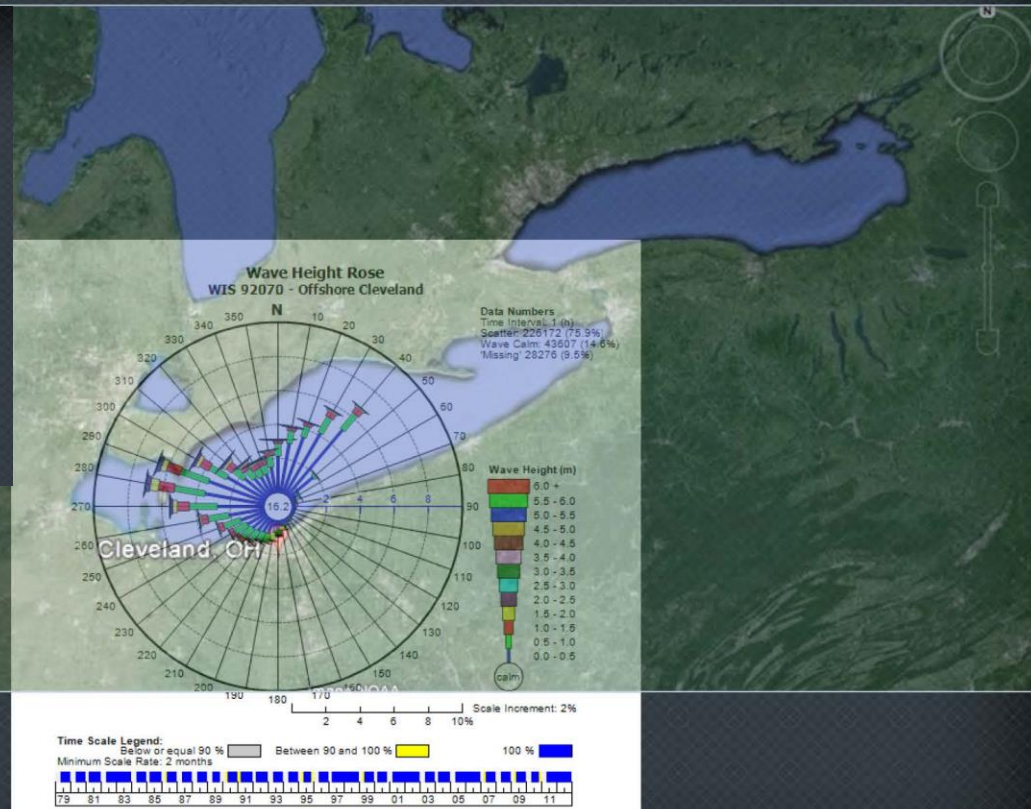 N
Wave Height Rose
WIS 92070 - Offshore Cleveland
N
350
10
340
20
330
30
320
40
310
50
300
60
290
70
280
80
270
90
260
100
250
110
240
120
230
130
220
140
210
150
200
160
190
170
180
16.2
2
4
6
8
Cleveland, OH
Data Numbers
Time Interval: 1 (h)
Scatter: 226172 (75.9%)
Wave Calm: 43607 (14.6%)
'Missing' 28276 (9.5%)
Wave Height (m)
6.0 +
5.5 - 6.0
5.0 - 5.5
4.5 - 5.0
4.0 - 4.5
3.5 - 4.0
3.0 - 3.5
2.5 - 3.0
2.0 - 2.5
1.5 - 2.0
1.0 - 1.5
0.5 - 1.0
0.0 - 0.5
calm
NOAA
Scale Increment: 2%
2 4 6 8 10%
Time Scale Legend:
Below or equal 90 % Between 90 and 100 % 100 %
Minimum Scale Rate: 2 months
79 81 83 85 87 89 91 93 95 97 99 01 03 05 07 09 11